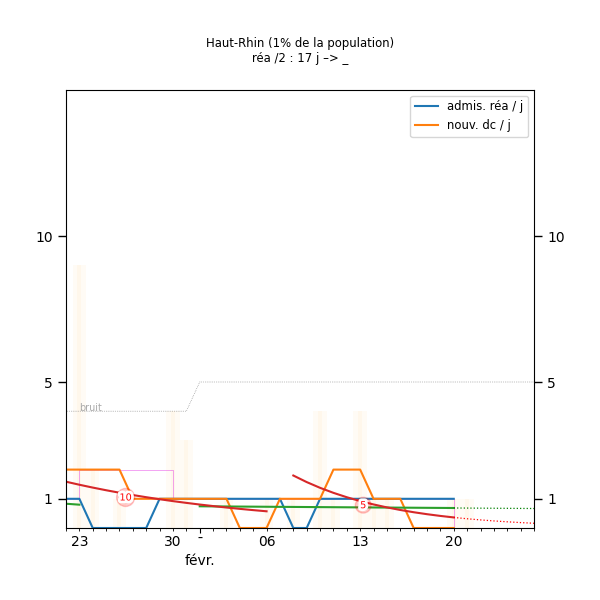 Haut-Rhin (1% de la population)
réa /2 : 17 j –> _
admis. réa / j
nouv. dc / j
10
10
5
5
bruit
10
5
1
1
23
30
-
06
13
20
févr.